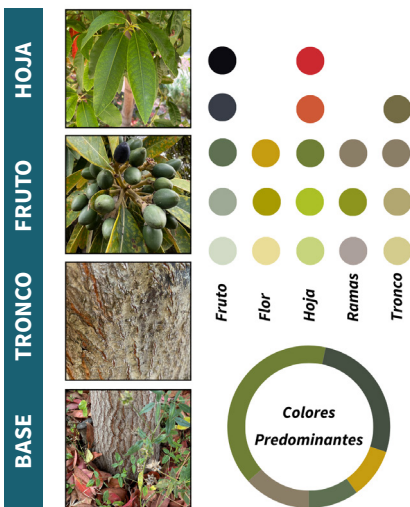 HOJA
FRUTO
TRONCO
BASE
Fruto
Flor
Hoja
Ramas
Tronco
Colores
Predominantes